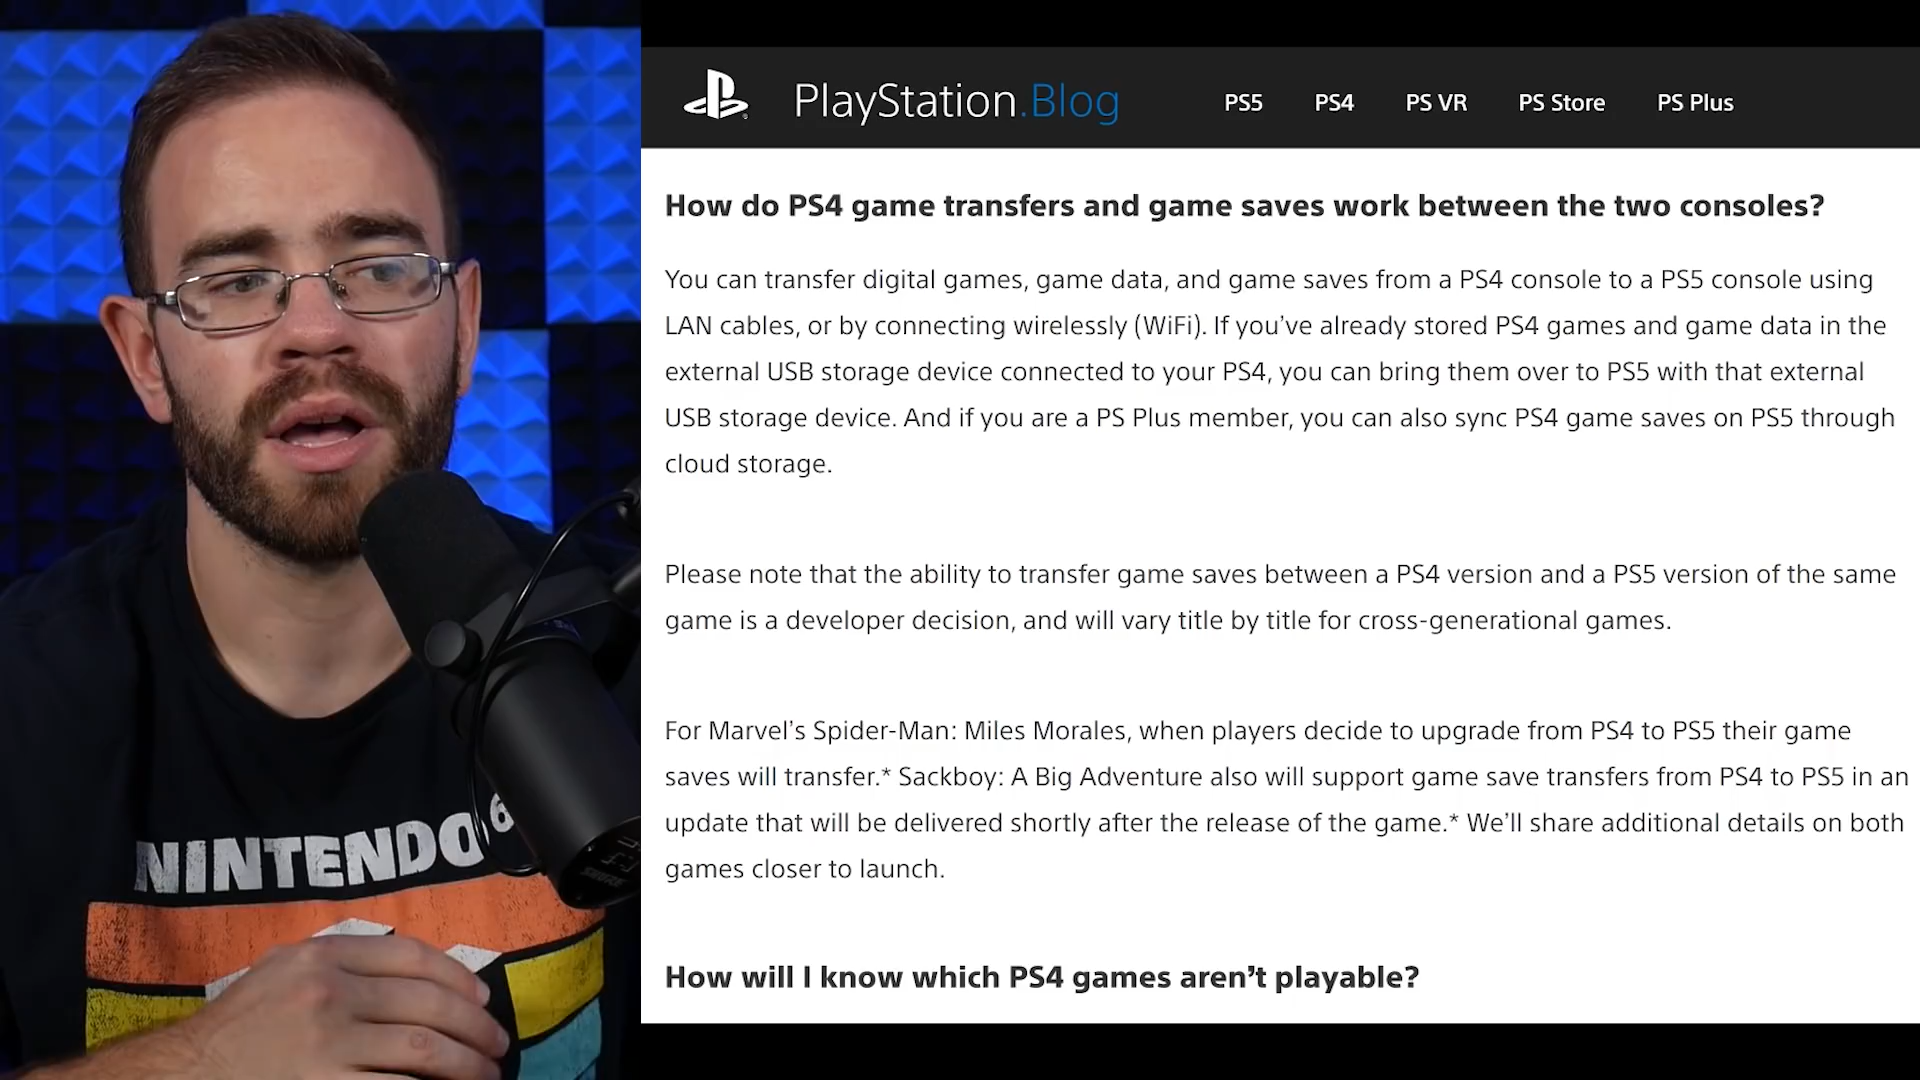 PlayStation.Blog
PS5 PS4 PS VR PS Store PS Plus
How do PS4 game transfers and game saves work between the two consoles?
You can transfer digital games, game data, and game saves from a PS4 console to a PS5 console using
LAN cables, or by connecting wirelessly (WiFi). If you’ve already stored PS4 games and game data in the
external USB storage device connected to your PS4, you can bring them over to PS5 with that external
USB storage device. And if you are a PS Plus member, you can also sync PS4 game saves on PS5 through
cloud storage.
Please note that the ability to transfer game saves between a PS4 version and a PS5 version of the same
game is a developer decision, and will vary title by title for cross-generational games.
For Marvel’s Spider-Man: Miles Morales, when players decide to upgrade from PS4 to PS5 their game
saves will transfer.* Sackboy: A Big Adventure also will support game save transfers from PS4 to PS5 in an
update that will be delivered shortly after the release of the game.* We’ll share additional details on both
games closer to launch.
How will I know which PS4 games aren’t playable?
NINTENDO 6
SHURE